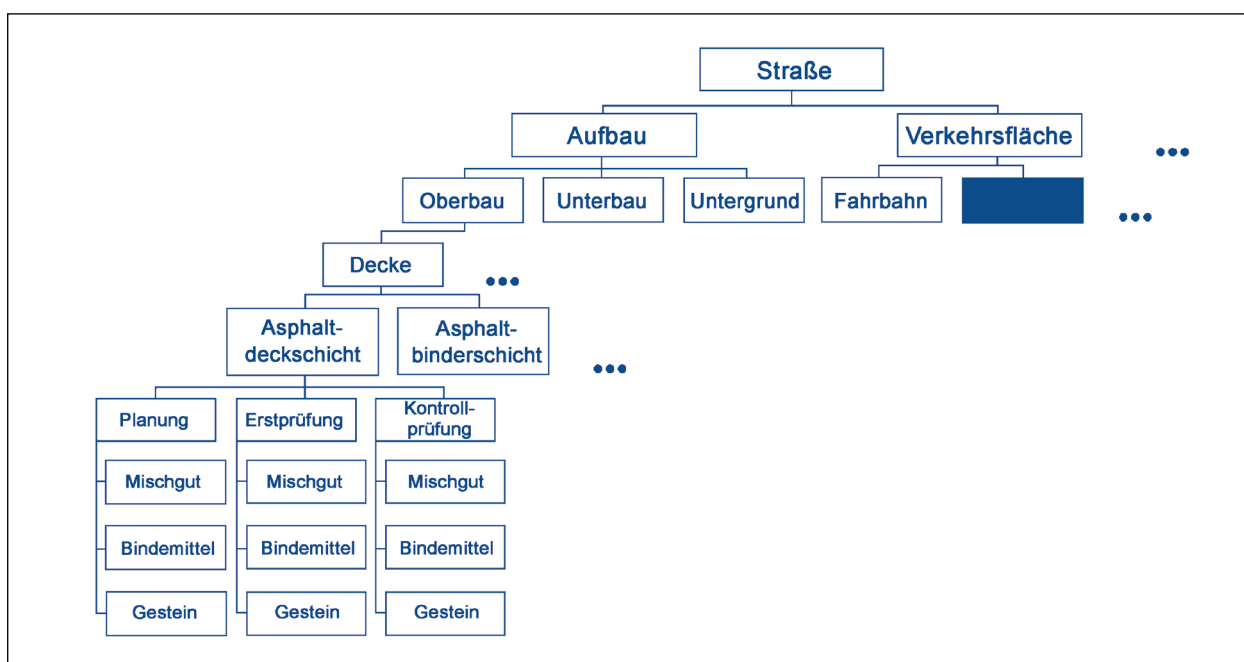 Straße
Aufbau
Verkehrsfläche
•••
Oberbau
Unterbau
Untergrund
Fahrbahn
•••
Decke
•••
Asphalt-
deckschicht
Asphalt-
binderschicht
•••
Planung
Erstprüfung
Kontroll-
prüfung
Mischgut
Mischgut
Mischgut
Bindemittel
Bindemittel
Bindemittel
Gestein
Gestein
Gestein